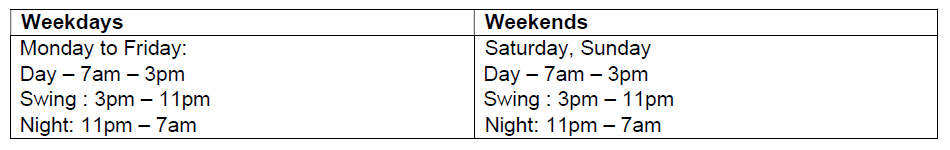 Weekdays
Monday to Friday:
Day – 7am – 3pm
Swing : 3pm – 11pm
Night: 11pm – 7am
Weekends
Saturday, Sunday
Day – 7am – 3pm
Swing : 3pm – 11pm
Night: 11pm – 7am